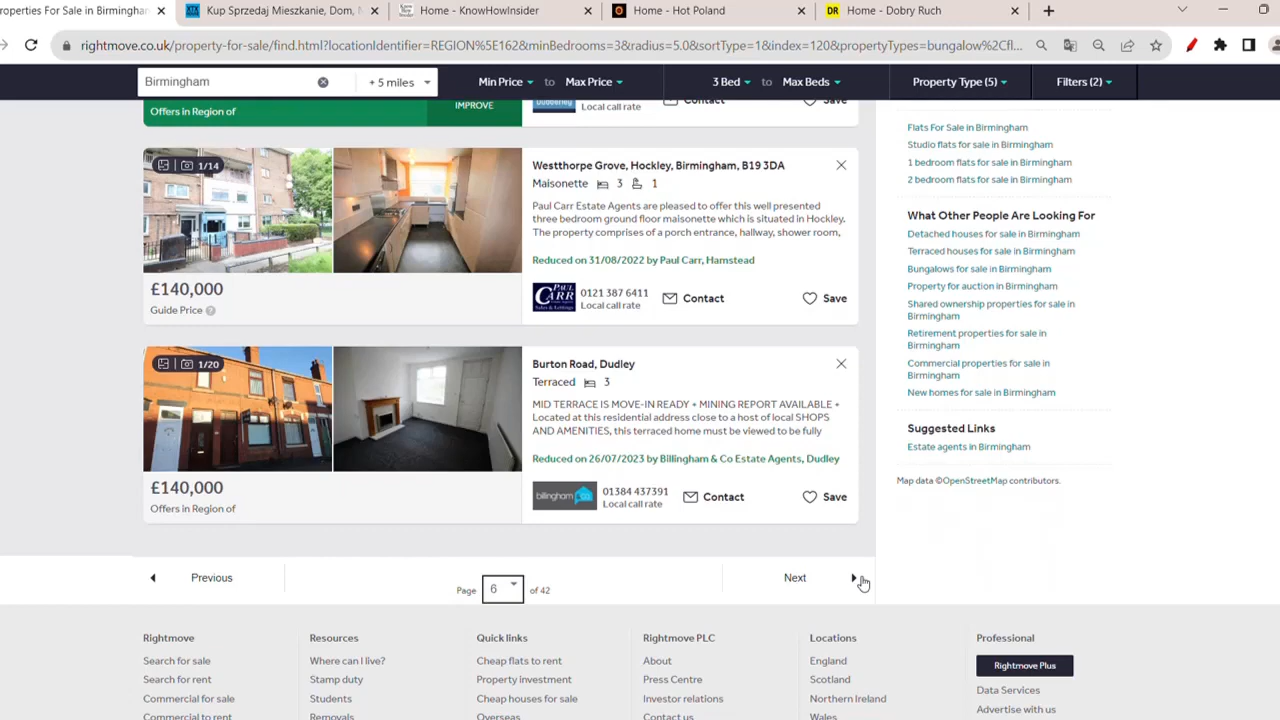 roperties For Sale in Birmingham
Kup Sprzedaj Mieszkanie, Dom,
Home - KnowHowInsider
Home - Hot Poland
DR Home - Dobry Ruch
rightmove.co.uk/property-for-sale/find.html?locationIdentifier=REGION%5E162&minBedrooms=3&radius=5.0&sortType=1&index=120&propertyTypes=bungalow%2Cfl...
Birmingham
+ 5 miles
Min Price to Max Price
3 Bed to Max Beds
Property Type (5)
Filters (2)
Offers in Region of
IMPROVE
Local call rate
Contact
Save
1/14
Westthorpe Grove, Hockley, Birmingham, B19 3DA
Maisonette 3 1
Paul Carr Estate Agents are pleased to offer this well presented
three bedroom ground floor maisonette which is situated in Hockley.
The property comprises of a porch entrance, hallway, shower room,
Reduced on 31/08/2022 by Paul Carr, Hamstead
£140,000
Guide Price ?
PAUL
CARR
0121 387 6411
Local call rate
Contact
Save
1/20
Burton Road, Dudley
Terraced 3
MID TERRACE IS MOVE-IN READY + MINING REPORT AVAILABLE +
Located at this residential address close to a host of local SHOPS
AND AMENITIES, this terraced home must be viewed to be fully
Reduced on 26/07/2023 by Billingham & Co Estate Agents, Dudley
£140,000
Offers in Region of
billingham
01384 437391
Local call rate
Contact
Save
Flats For Sale in Birmingham
Studio flats for sale in Birmingham
1 bedroom flats for sale in Birmingham
2 bedroom flats for sale in Birmingham
What Other People Are Looking For
Detached houses for sale in Birmingham
Terraced houses for sale in Birmingham
Bungalows for sale in Birmingham
Property for auction in Birmingham
Shared ownership properties for sale in
Birmingham
Retirement properties for sale in
Birmingham
Commercial properties for sale in
Birmingham
New homes for sale in Birmingham
Suggested Links
Estate agents in Birmingham
Map data ©OpenStreetMap contributors.
Previous
Page 6 of 42
Next
Rightmove
Search for sale
Search for rent
Commercial for sale
Commercial to rent
Resources
Where can I live?
Stamp duty
Students
Removals
Quick links
Cheap flats to rent
Property investment
Cheap houses for sale
Overseas
Rightmove PLC
About
Press Centre
Investor relations
Contact us
Locations
England
Scotland
Northern Ireland
Wales
Professional
Rightmove Plus
Data Services
Advertise with us